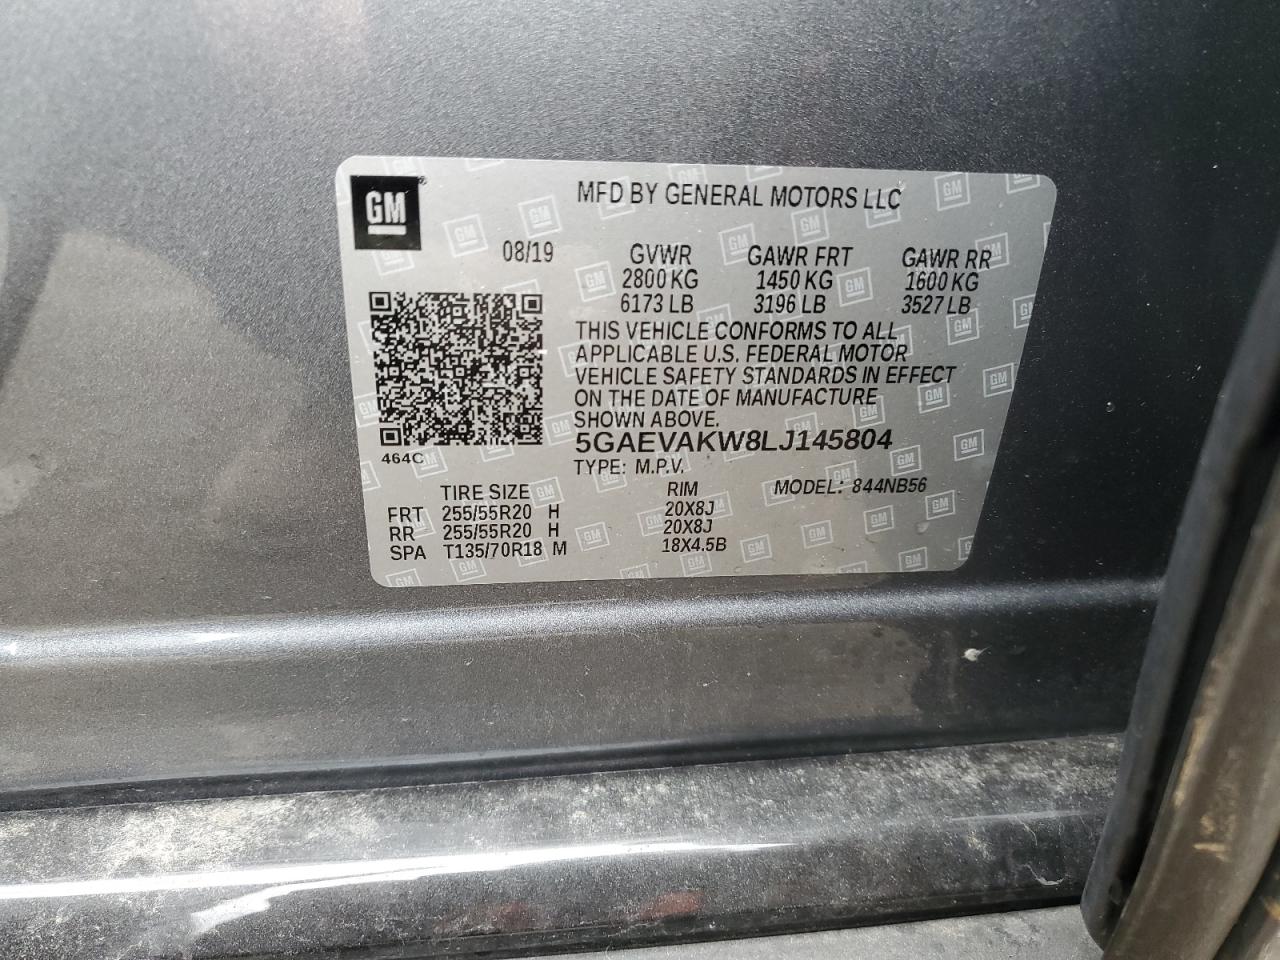 GM
MFD BY GENERAL MOTORS LLC
08/19 GVWR GAWR FRT GAWR RR
2800 KG 1450 KG 1600 KG
6173 LB 3196 LB 3527 LB
THIS VEHICLE CONFORMS TO ALL
APPLICABLE U.S. FEDERAL MOTOR
VEHICLE SAFETY STANDARDS IN EFFECT
ON THE DATE OF MANUFACTURE
SHOWN ABOVE.
5GAEVAKW8LJ145804
464C
TYPE: M.P.V.
TIRE SIZE RIM MODEL: 844NB56
FRT 255/55R20 H 20X8J
RR 255/55R20 H 20X8J
SPA T135/70R18 M 18X4.5B